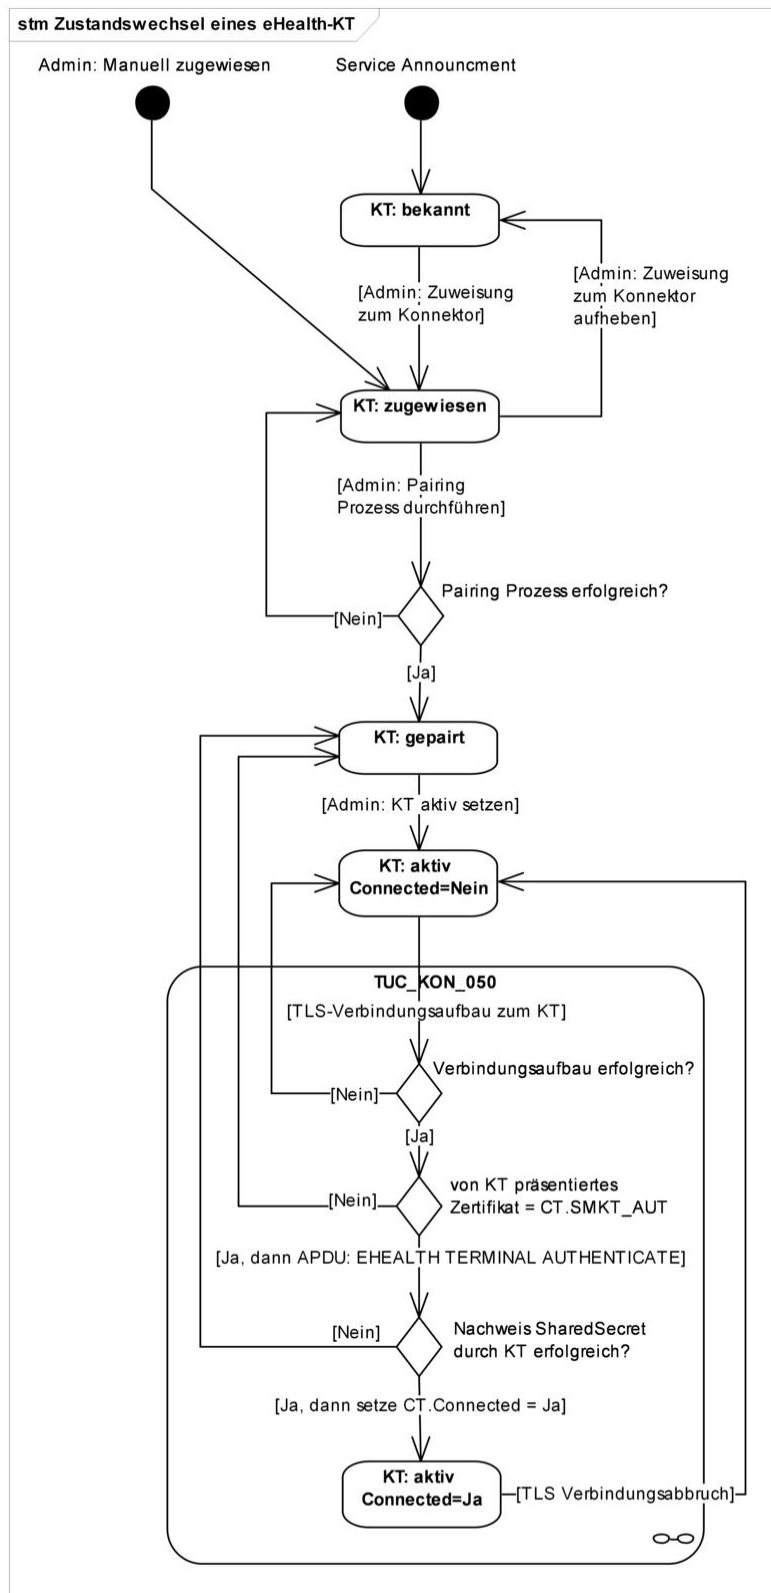 stm Zustandswechsel eines eHealth-KT
Admin: Manuell zugewiesen
Service Announcment
KT: bekannt
[Admin: Zuweisung
zum Konnektor]
[Admin: Zuweisung
zum Konnektor
aufheben]
KT: zugewiesen
[Admin: Pairing
Prozess durchführen]
Pairing Prozess erfolgreich?
[Nein]
[Ja]
KT: gepairt
[Admin: KT aktiv setzen]
KT: aktiv
Connected=Nein
TUC_KON_050
[TLS-Verbindungsaufbau zum KT]
Verbindungsaufbau erfolgreich?
[Nein]
[Ja]
von KT präsentiertes
Zertifikat = CT.SMKT_AUT
[Nein]
[Ja, dann APDU: EHEALTH TERMINAL AUTHENTICATE]
Nachweis SharedSecret
durch KT erfolgreich?
[Nein]
[Ja, dann setze CT.Connected = Ja]
KT: aktiv
Connected=Ja
[TLS Verbindungsabbruch]